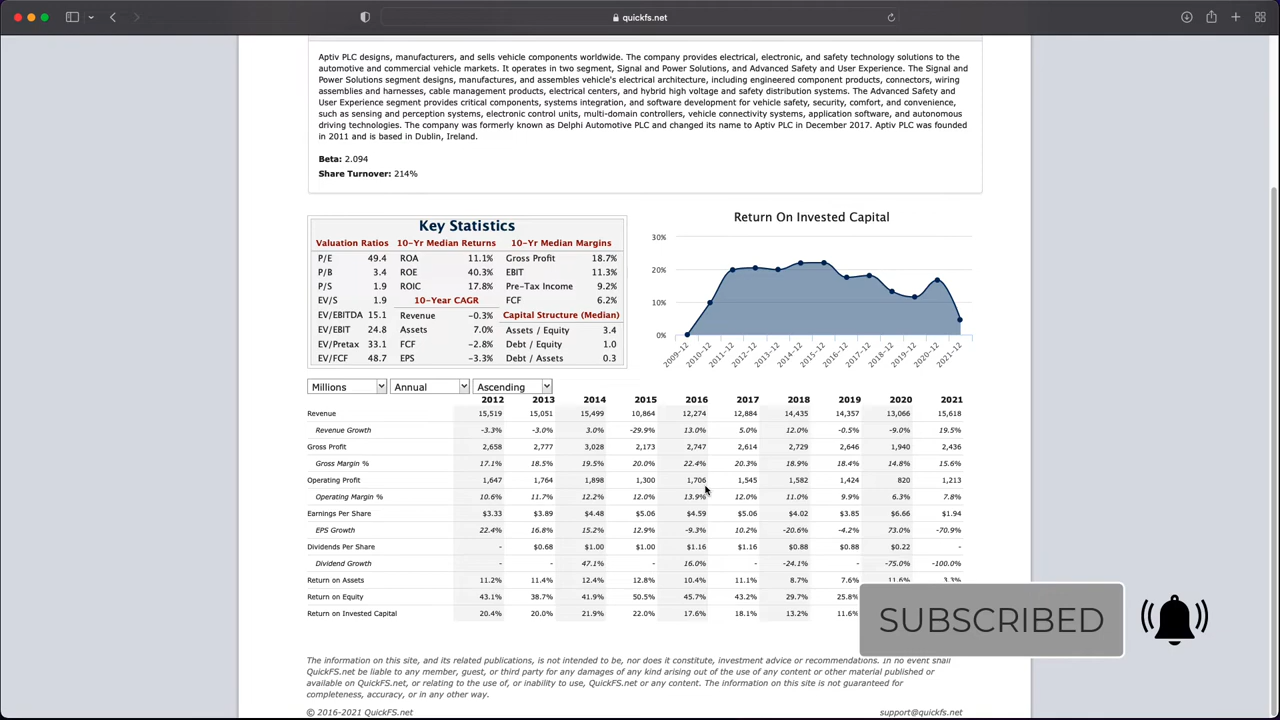 quickfs.net
Aptiv PLC designs, manufacturers, and sells vehicle components worldwide. The company provides electrical, electronic, and safety technology solutions to the
automotive and commercial vehicle markets. It operates in two segment, Signal and Power Solutions, and Advanced Safety and User Experience. The Signal and
Power Solutions segment designs, manufactures, and assembles vehicle's electrical architecture, including engineered component products, connectors, wiring
assemblies and harnesses, cable management products, electrical centers, and hybrid high voltage and safety distribution systems. The Advanced Safety and
User Experience segment provides critical components, systems integration, and software development for vehicle safety, security, comfort, and convenience,
such as sensing and perception systems, electronic control units, multi-domain controllers, vehicle connectivity systems, application software, and autonomous
driving technologies. The company was formerly known as Delphi Automotive PLC and changed its name to Aptiv PLC in December 2017. Aptiv PLC was founded
in 2011 and is based in Dublin, Ireland.
Beta: 2.094
Share Turnover: 214%
Key Statistics
Valuation Ratios 10-Yr Median Returns 10-Yr Median Margins
P/E 49.4 ROA 11.1% Gross Profit 18.7%
P/B 3.4 ROE 40.3% EBIT 11.3%
P/S 1.9 ROIC 17.8% Pre-Tax Income 9.2%
EV/S 1.9 10-Year CAGR FCF 6.2%
EV/EBITDA 15.1 Revenue -0.3% Capital Structure (Median)
EV/EBIT 24.8 Assets 7.0% Assets / Equity 3.4
EV/Pretax 33.1 FCF -2.8% Debt / Equity 1.0
EV/FCF 48.7 EPS -3.3% Debt / Assets 0.3
Return On Invested Capital
30%
20%
10%
0%
2009-12 2010-12 2011-12 2012-12 2013-12 2014-12 2015-12 2016-12 2017-12 2018-12 2019-12 2020-12 2021-12
Millions Annual Ascending
2012 2013 2014 2015 2016 2017 2018 2019 2020 2021
Revenue 15,519 15,051 15,499 10,864 12,274 12,884 14,435 14,357 13,066 15,618
Revenue Growth -3.3% -3.0% 3.0% -29.9% 13.0% 5.0% 12.0% -0.5% -9.0% 19.5%
Gross Profit 2,658 2,777 3,028 2,173 2,747 2,614 2,729 2,646 1,940 2,436
Gross Margin % 17.1% 18.5% 19.5% 20.0% 22.4% 20.3% 18.9% 18.4% 14.8% 15.6%
Operating Profit 1,647 1,764 1,898 1,300 1,706 1,545 1,582 1,424 820 1,213
Operating Margin % 10.6% 11.7% 12.2% 12.0% 13.9% 12.0% 11.0% 9.9% 6.3% 7.8%
Earnings Per Share $3.33 $3.89 $4.48 $5.06 $4.59 $5.06 $4.02 $3.85 $6.66 $1.94
EPS Growth 22.4% 16.8% 15.2% 12.9% -9.3% 10.2% -20.6% -4.2% 73.0% -70.9%
Dividends Per Share - $0.68 $1.00 $1.00 $1.16 $1.16 $0.88 $0.88 $0.22 -
Dividend Growth - - 47.1% - 16.0% - -24.1% - -75.0% -100.0%
Return on Assets 11.2% 11.4% 12.4% 12.8% 10.4% 11.1% 8.7% 7.6% 11.6% 3.3%
Return on Equity 43.1% 38.7% 41.9% 50.5% 45.7% 43.2% 29.7% 25.8%
Return on Invested Capital 20.4% 20.0% 21.9% 22.0% 17.6% 18.1% 13.2% 11.6%
SUBSCRIBED
The information on this site, and its related publications, is not intended to be, nor does it constitute, investment advice or recommendations. In no event shall
QuickFS.net be liable to any member, guest, or third party for any damages of any kind arising out of the use of any content or other material published or
available on QuickFS.net, or relating to the use of, or inability to use, QuickFS.net or any content. The information on this site is not guaranteed for
completeness, accuracy, or in any other way.
© 2016-2021 QuickFS.net support@quickfs.net